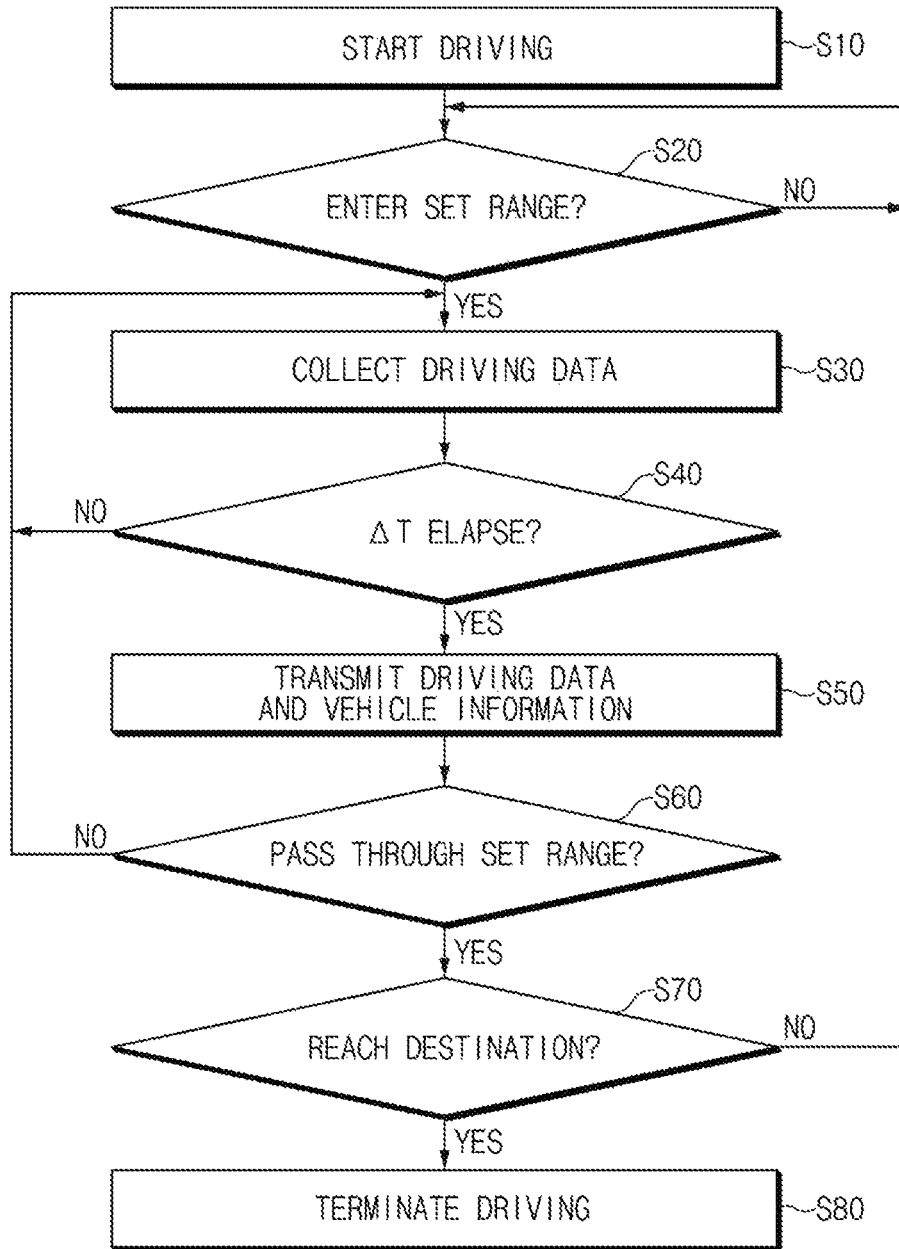 START DRIVING
S10
S20
ENTER SET RANGE?
NO
YES
COLLECT DRIVING DATA
S30
S40
NO
ΔT ELAPSE?
YES
TRANSMIT DRIVING DATA
AND VEHICLE INFORMATION
S50
S60
NO
PASS THROUGH SET RANGE?
YES
S70
NO
REACH DESTINATION?
YES
TERMINATE DRIVING
S80